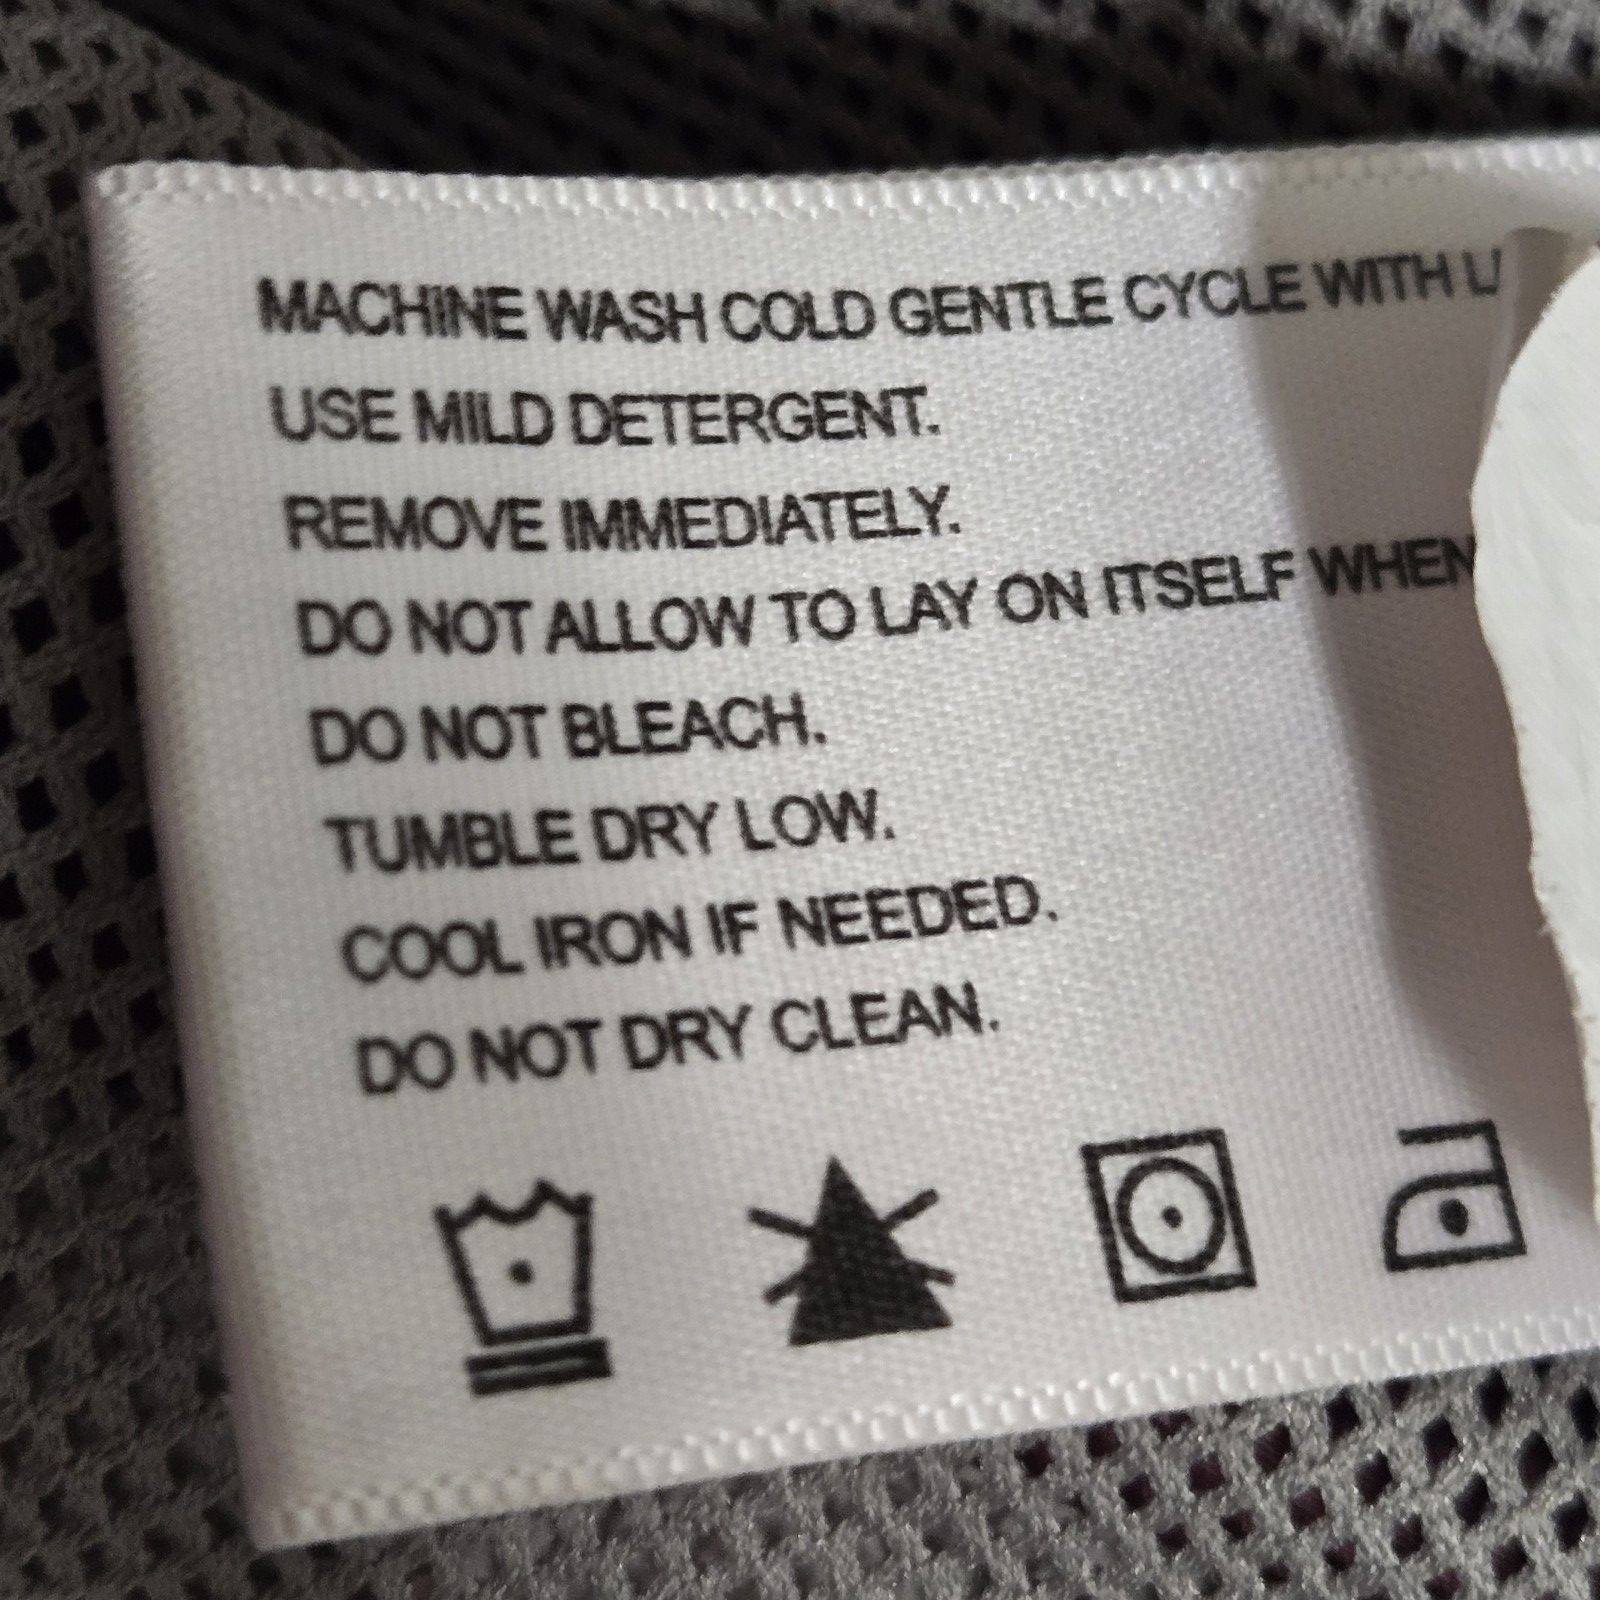 MACHINE WASH COLD GENTLE CYCLE WITH
USE MILD DETERGENT.
REMOVE IMMEDIATELY.
DO NOT ALLOW TO LAY ON ITSELF WHEN
DO NOT BLEACH.
TUMBLE DRY LOW.
COOL IRON IF NEEDED.
DO NOT DRY CLEAN.